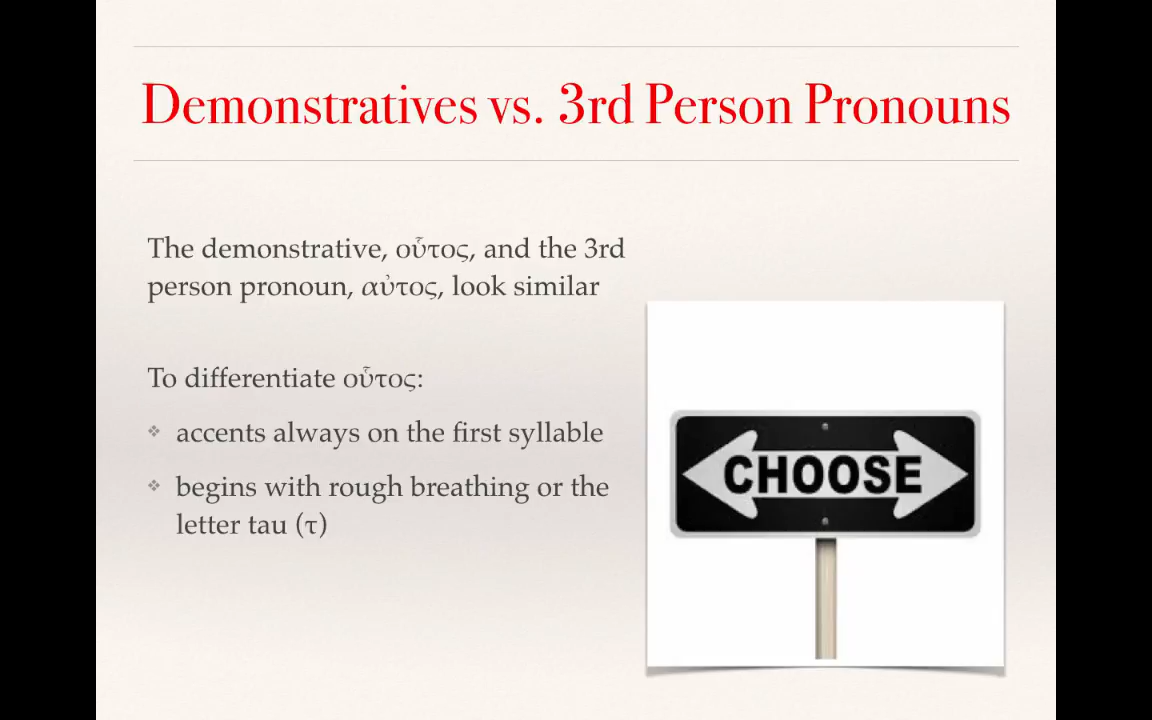 Demonstratives vs. 3rd Person Pronouns
The demonstrative, οὗτος, and the 3rd
person pronoun, αὐτος, look similar
To differentiate οὗτος:
❖ accents always on the first syllable
❖ begins with rough breathing or the
letter tau (τ)
CHOOSE